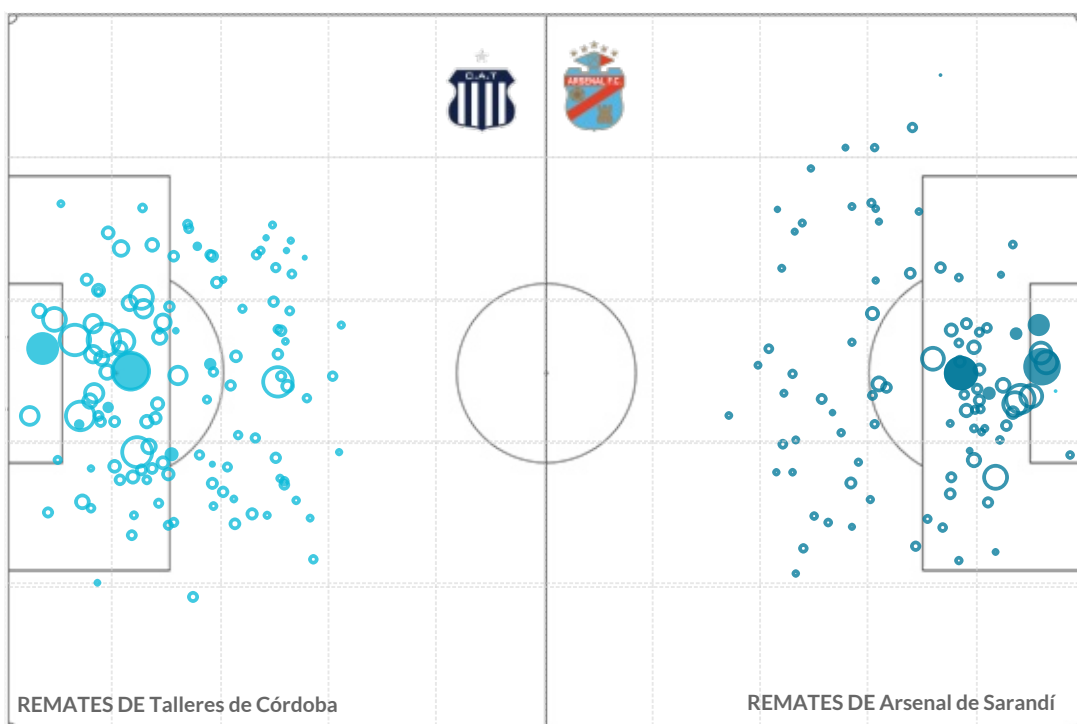 C.A.T
ARSENAL F.C.
REMATES DE Talleres de Córdoba
REMATES DE Arsenal de Sarandí